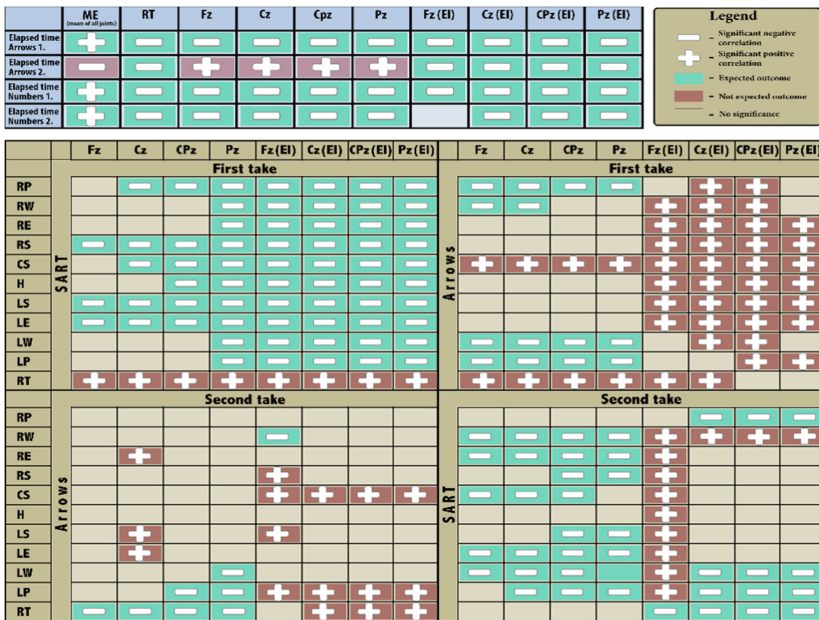 ME RT Fz Cz Cpz Pz Fz (EI) Cz (EI) CPz (EI) Pz (EI)
(mean of all joints)
Elapsed time
Arrows 1.
Elapsed time
Arrows 2.
Elapsed time
Numbers 1.
Elapsed time
Numbers 2.
Legend
- Significant negative
correlation
- Significant positive
correlation
- Expected outcome
- Not expected outcome
- No significance
Fz Cz CPz Pz Fz(EI) Cz(EI) CPz(EI) Pz(EI) Fz Cz CPz Pz Fz(EI) Cz(EI) CPz(EI) Pz(EI)
First take First take
SART
Arrows
RP
RW
RE
RS
CS
H
LS
LE
LW
LP
RT
Second take Second take
Arrows
SART
RP
RW
RE
RS
CS
H
LS
LE
LW
LP
RT